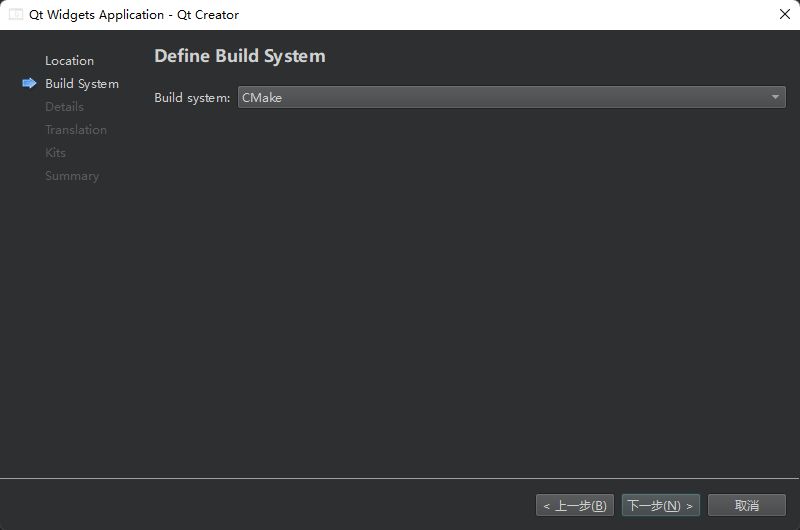 Qt Widgets Application - Qt Creator
Location
Build System
Details
Translation
Kits
Summary
Define Build System
Build system: CMake
< 上一步(B) 下一步(N) > 取消